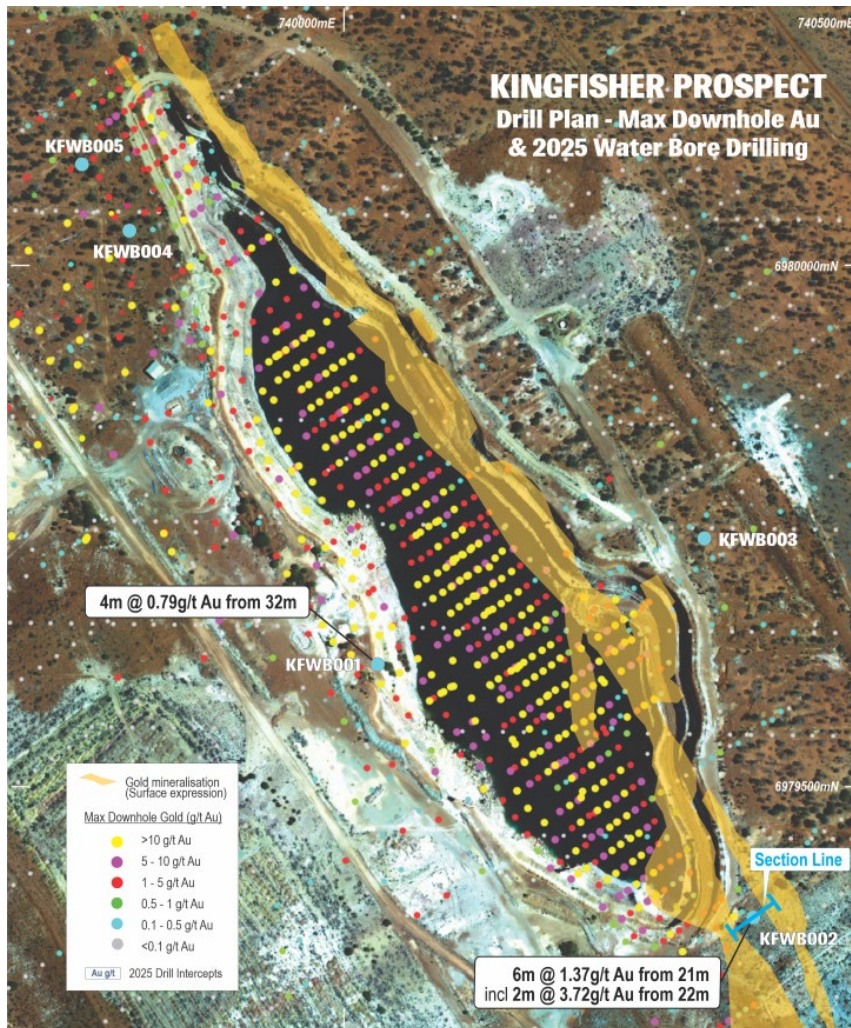 740000mE
740500mE
KINGFISHER PROSPECT
Drill Plan - Max Downhole Au
& 2025 Water Bore Drilling
KFWB005
KFWB004
6980000mN
KFWB003
4m @ 0.79g/t Au from 32m
KFWB001
Gold mineralisation
(Surface expression)
Max Downhole Gold (g/t Au)
>10 g/t Au
5 - 10 g/t Au
1 - 5 g/t Au
0.5 - 1 g/t Au
0.1 - 0.5 g/t Au
<0.1 g/t Au
Au g/t 2025 Drill Intercepts
6979500mN
Section Line
KFWB002
6m @ 1.37g/t Au from 21m
incl 2m @ 3.72g/t Au from 22m